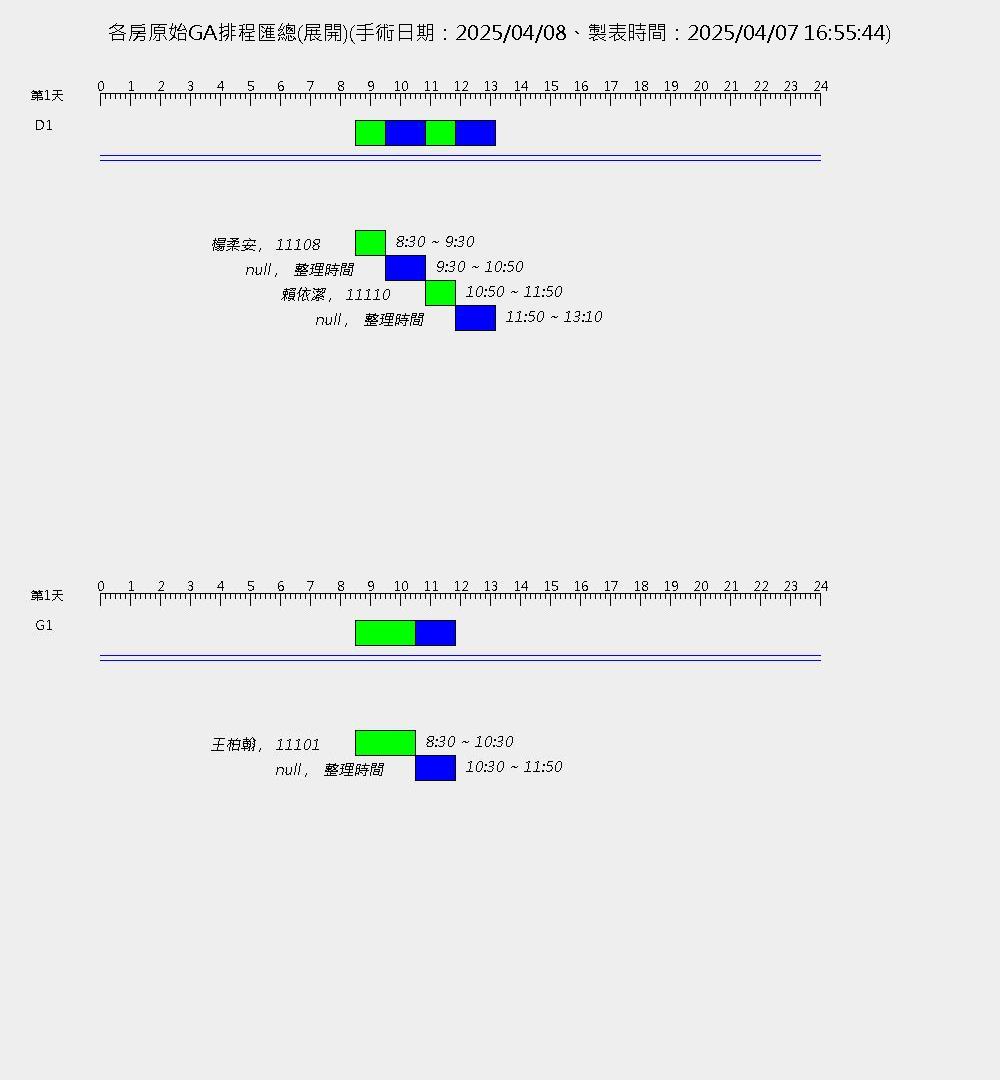 各房原始GA排程匯總(展開)(手術日期：2025/04/08、製表時間：2025/04/07 16:55:44)
第1天 0 1 2 3 4 5 6 7 8 9 10 11 12 13 14 15 16 17 18 19 20 21 22 23 24
D1
楊柔安, 11108 8:30 ~ 9:30
null, 整理時間 9:30 ~ 10:50
賴依潔, 11110 10:50 ~ 11:50
null, 整理時間 11:50 ~ 13:10
第1天 0 1 2 3 4 5 6 7 8 9 10 11 12 13 14 15 16 17 18 19 20 21 22 23 24
G1
王柏翰, 11101 8:30 ~ 10:30
null, 整理時間 10:30 ~ 11:50